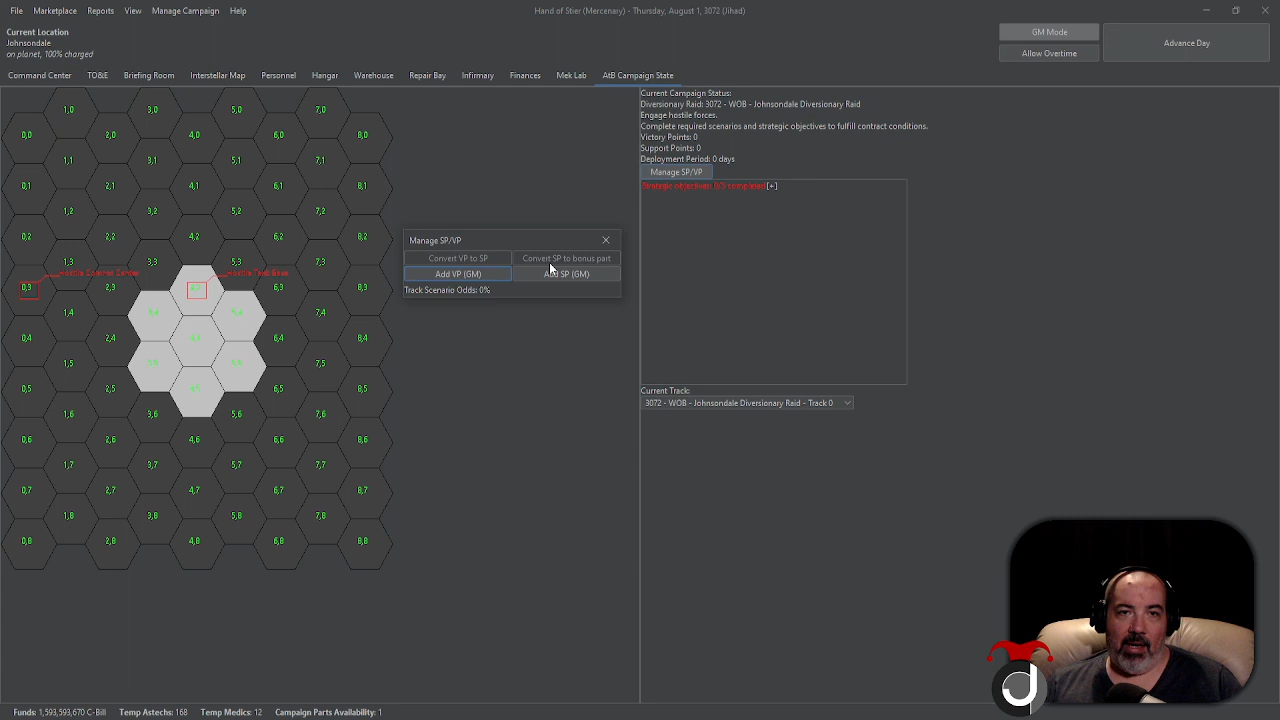 File Marketplace Reports View Manage Campaign Help
Hand of Stier (Mercenary) - Thursday, August 1, 3072 (Jihad)
Current Location
Johnsondale
on planet, 100% charged
GM Mode
Allow Overtime
Advance Day
Command Center TO&E Briefing Room Interstellar Map Personnel Hangar Warehouse Repair Bay Infirmary Finances Mek Lab AtB Campaign State
1,0 3,0 5,0 7,0
0,0 2,0 4,0 6,0 8,0
1,1 3,1 5,1 7,1
0,1 2,1 4,1 6,1 8,1
1,2 3,2 5,2 7,2
0,2 2,2 4,2 6,2 8,2
1,3 3,3 5,3 7,3
Hostile
Hostile
0,3 2,3 6,3 8,3
1,4 5,4 7,4
0,4 2,4 6,4 8,4
1,5 7,5
0,5 2,5 6,5 8,5
1,6 3,6 5,6 7,6
0,6 2,6 4,6 6,6 8,6
1,7 3,7 5,7 7,7
0,7 2,7 4,7 6,7 8,7
1,8 3,8 5,8 7,8
0,8 2,8 4,8 6,8 8,8
Manage SP/VP
Convert VP to SP Convert SP to bonus part
Add VP (GM) Add SP (GM)
Track Scenario Odds: 0%
Current Campaign Status:
Diversionary Raid: 3072 - WOB - Johnsondale Diversionary Raid
Engage hostile forces.
Complete required scenarios and strategic objectives to fulfill contract conditions.
Victory Points: 0
Support Points: 0
Deployment Period: 0 days
Manage SP/VP
Strategic objectives: completed [+]
Current Track:
3072 - WOB - Johnsondale Diversionary Raid - Track 0
Funds: 1,593,593,670 C-Bill Temp Astechs: 168 Temp Medics: 12 Campaign Parts Availability: 1